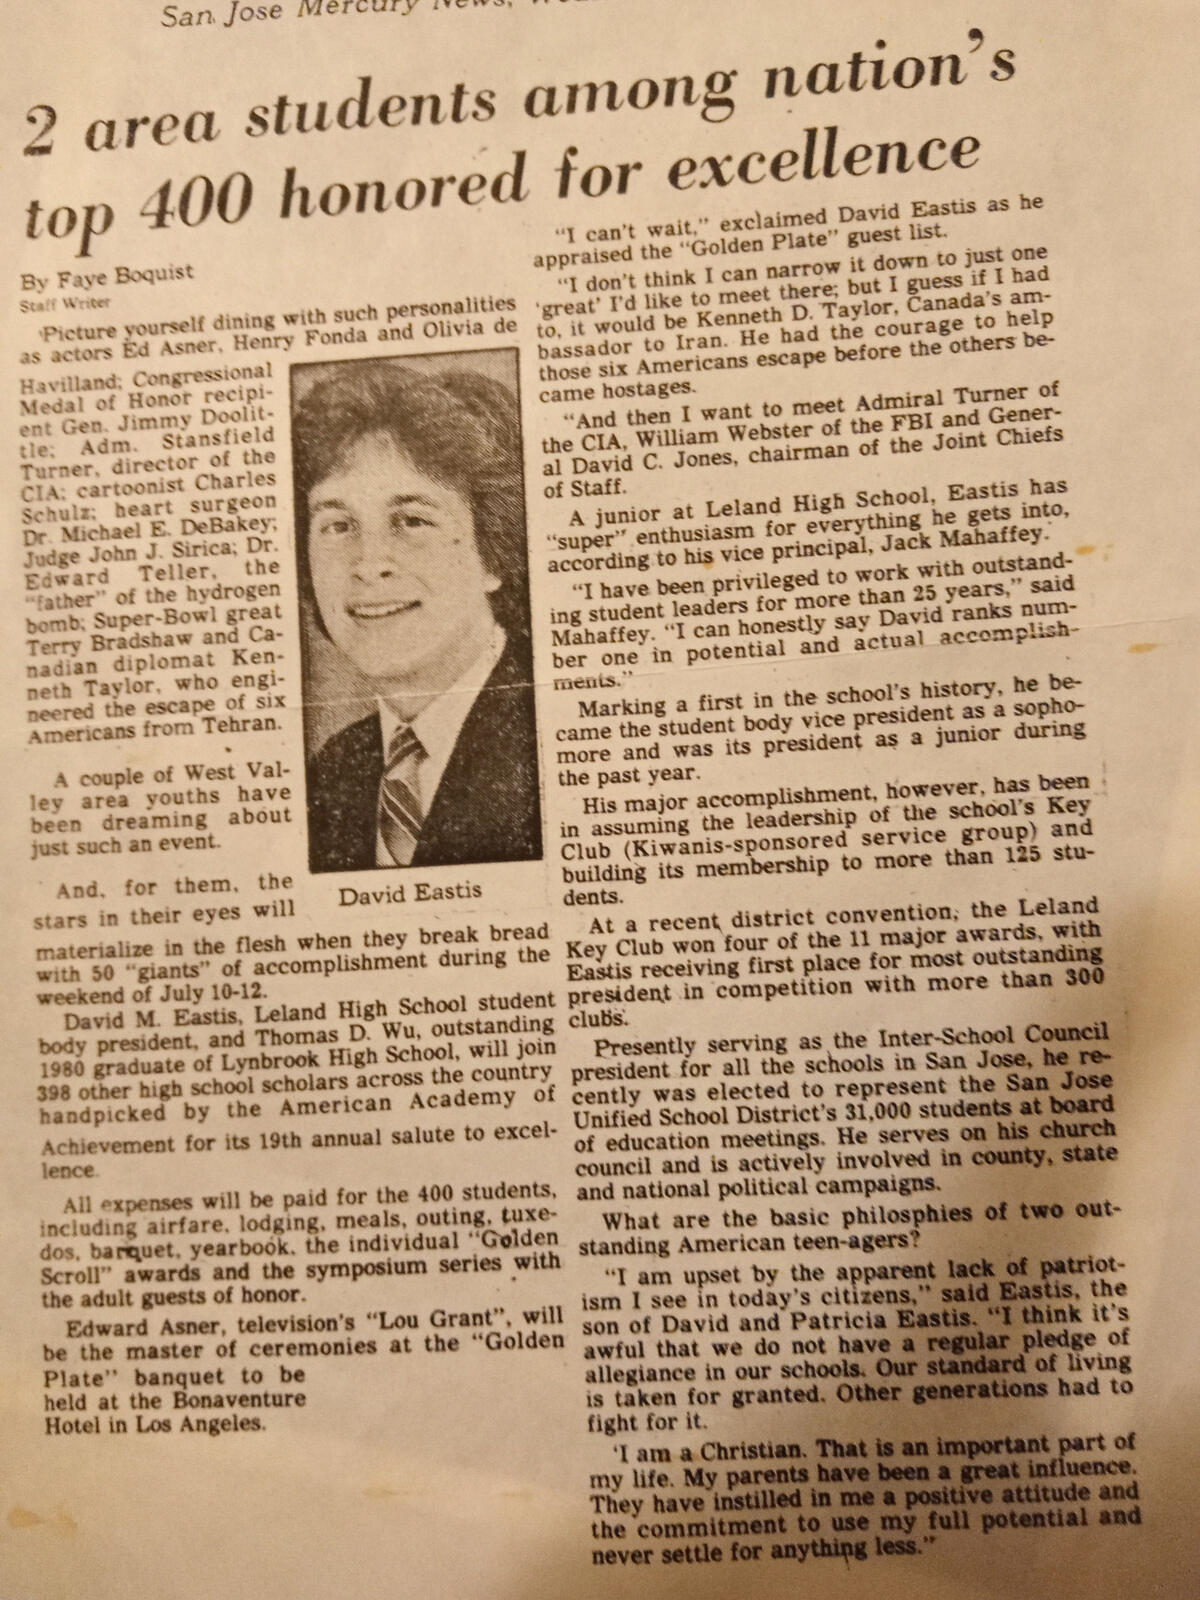 San Jose Mercury News,
2 area students among nation's
top 400 honored for excellence
By Faye Boquist
Staff Writer
Picture yourself dining with such personalities
as actors Ed Asner, Henry Fonda and Olivia de
Havilland; Congressional
Medal of Honor recipi-
ent Gen. Jimmy Doolit-
tle; Adm. Stansfield
Turner, director of the
CIA; cartoonist Charles
Schulz; heart surgeon
Dr. Michael E. DeBakey;
Judge John J. Sirica; Dr.
Edward Teller, the
"father" of the hydrogen
bomb; Super-Bowl great
Terry Bradshaw and Ca-
nadian diplomat Ken-
neth Taylor, who engi-
neered the escape of six
Americans from Tehran.
A couple of West Val-
ley area youths have
been dreaming about
just such an event.
And, for them, the
stars in their eyes will
David Eastis
materialize in the flesh when they break bread
with 50 "giants" of accomplishment during the
weekend of July 10-12.
David M. Eastis, Leland High School student
body president, and Thomas D. Wu, outstanding
1980 graduate of Lynbrook High School, will join
398 other high school scholars across the country
handpicked by the American Academy of
Achievement for its 19th annual salute to excel-
lence.
All expenses will be paid for the 400 students,
including airfare, lodging, meals, outing, tuxe-
dos, banquet, yearbook, the individual "Golden
Scroll" awards and the symposium series with
the adult guests of honor.
Edward Asner, television's "Lou Grant", will
be the master of ceremonies at the "Golden
Plate" banquet to be
held at the Bonaventure
Hotel in Los Angeles.
"I can't wait," exclaimed David Eastis as he
appraised the "Golden Plate" guest list.
"I don't think I can narrow it down to just one
'great' I'd like to meet there; but I guess if I had
to, it would be Kenneth D. Taylor, Canada's am-
bassador to Iran. He had the courage to help
those six Americans escape before the others be-
came hostages.
"And then I want to meet Admiral Turner of
the CIA, William Webster of the FBI and Gener-
al David C. Jones, chairman of the Joint Chiefs
of Staff.
A junior at Leland High School, Eastis has
"super" enthusiasm for everything he gets into,
according to his vice principal, Jack Mahaffey.
"I have been privileged to work with outstand-
ing student leaders for more than 25 years," said
Mahaffey. "I can honestly say David ranks num-
ber one in potential and actual accomplish-
ments."
Marking a first in the school's history, he be-
came the student body vice president as a sopho-
more and was its president as a junior during
the past year.
His major accomplishment, however, has been
in assuming the leadership of the school's Key
Club (Kiwanis-sponsored service group) and
building its membership to more than 125 stu-
dents.
At a recent district convention, the Leland
Key Club won four of the 11 major awards, with
Eastis receiving first place for most outstanding
president in competition with more than 300
clubs.
Presently serving as the Inter-School Council
president for all the schools in San Jose, he re-
cently was elected to represent the San Jose
Unified School District's 31,000 students at board
of education meetings. He serves on his church
council and is actively involved in county, state
and national political campaigns.
What are the basic philosphies of two out-
standing American teen-agers?
"I am upset by the apparent lack of patriot-
ism I see in today's citizens," said Eastis, the
son of David and Patricia Eastis. "I think it's
awful that we do not have a regular pledge of
allegiance in our schools. Our standard of living
is taken for granted. Other generations had to
fight for it.
'I am a Christian. That is an important part of
my life. My parents have been a great influence.
They have instilled in me a positive attitude and
the commitment to use my full potential and
never settle for anything less."